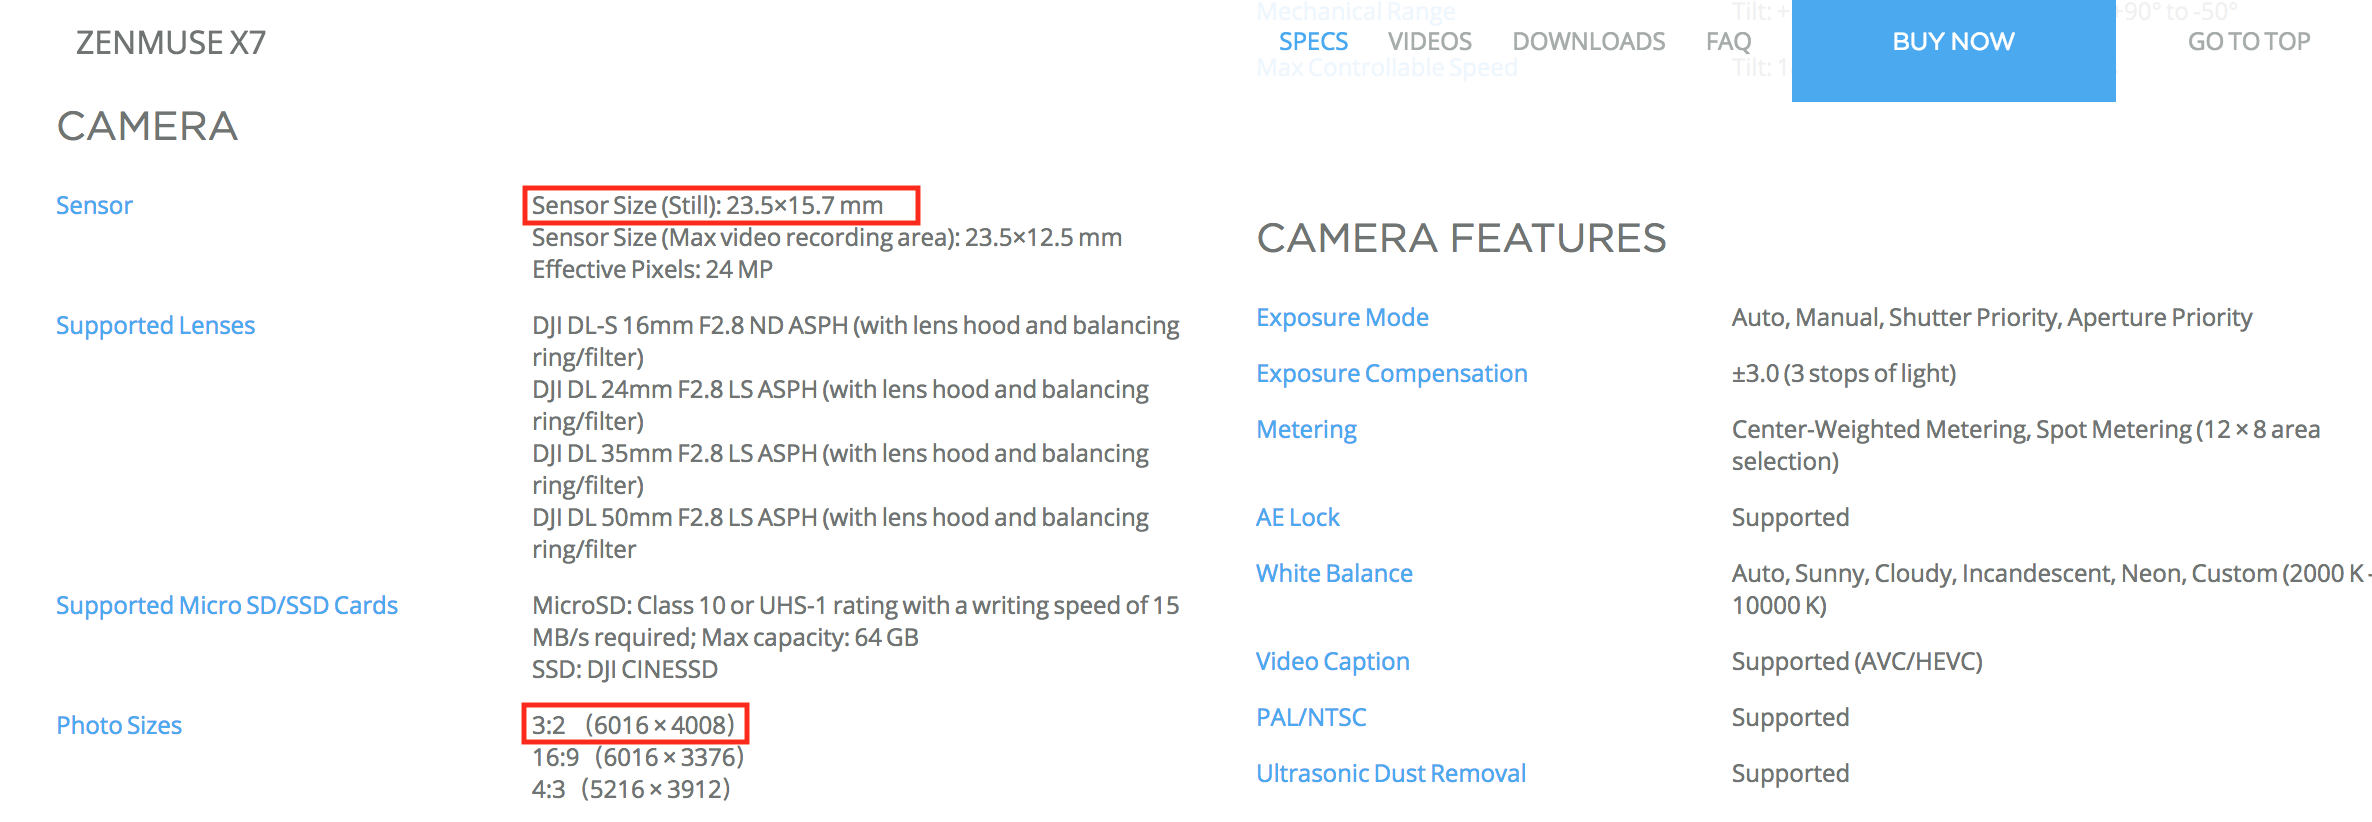 Mechanical Range
Tilt: +
+90° to -50°
ZENMUSE X7
SPECS
VIDEOS
DOWNLOADS
FAQ
BUY NOW
GO TO TOP
Max Controllable Speed
Tilt: 1
CAMERA
Sensor
Sensor Size (Still): 23.5×15.7 mm
Sensor Size (Max video recording area): 23.5×12.5 mm
Effective Pixels: 24 MP
Supported Lenses
DJI DL-S 16mm F2.8 ND ASPH (with lens hood and balancing
ring/filter)
DJI DL 24mm F2.8 LS ASPH (with lens hood and balancing
ring/filter)
DJI DL 35mm F2.8 LS ASPH (with lens hood and balancing
ring/filter)
DJI DL 50mm F2.8 LS ASPH (with lens hood and balancing
ring/filter
Supported Micro SD/SSD Cards
MicroSD: Class 10 or UHS-1 rating with a writing speed of 15
MB/s required; Max capacity: 64 GB
SSD: DJI CINESSD
Photo Sizes
3:2（6016 × 4008）
16:9（6016 × 3376）
4:3（5216 × 3912）
CAMERA FEATURES
Exposure Mode
Auto, Manual, Shutter Priority, Aperture Priority
Exposure Compensation
±3.0 (3 stops of light)
Metering
Center-Weighted Metering, Spot Metering (12 × 8 area
selection)
AE Lock
Supported
White Balance
Auto, Sunny, Cloudy, Incandescent, Neon, Custom (2000 K -
10000 K)
Video Caption
Supported (AVC/HEVC)
PAL/NTSC
Supported
Ultrasonic Dust Removal
Supported